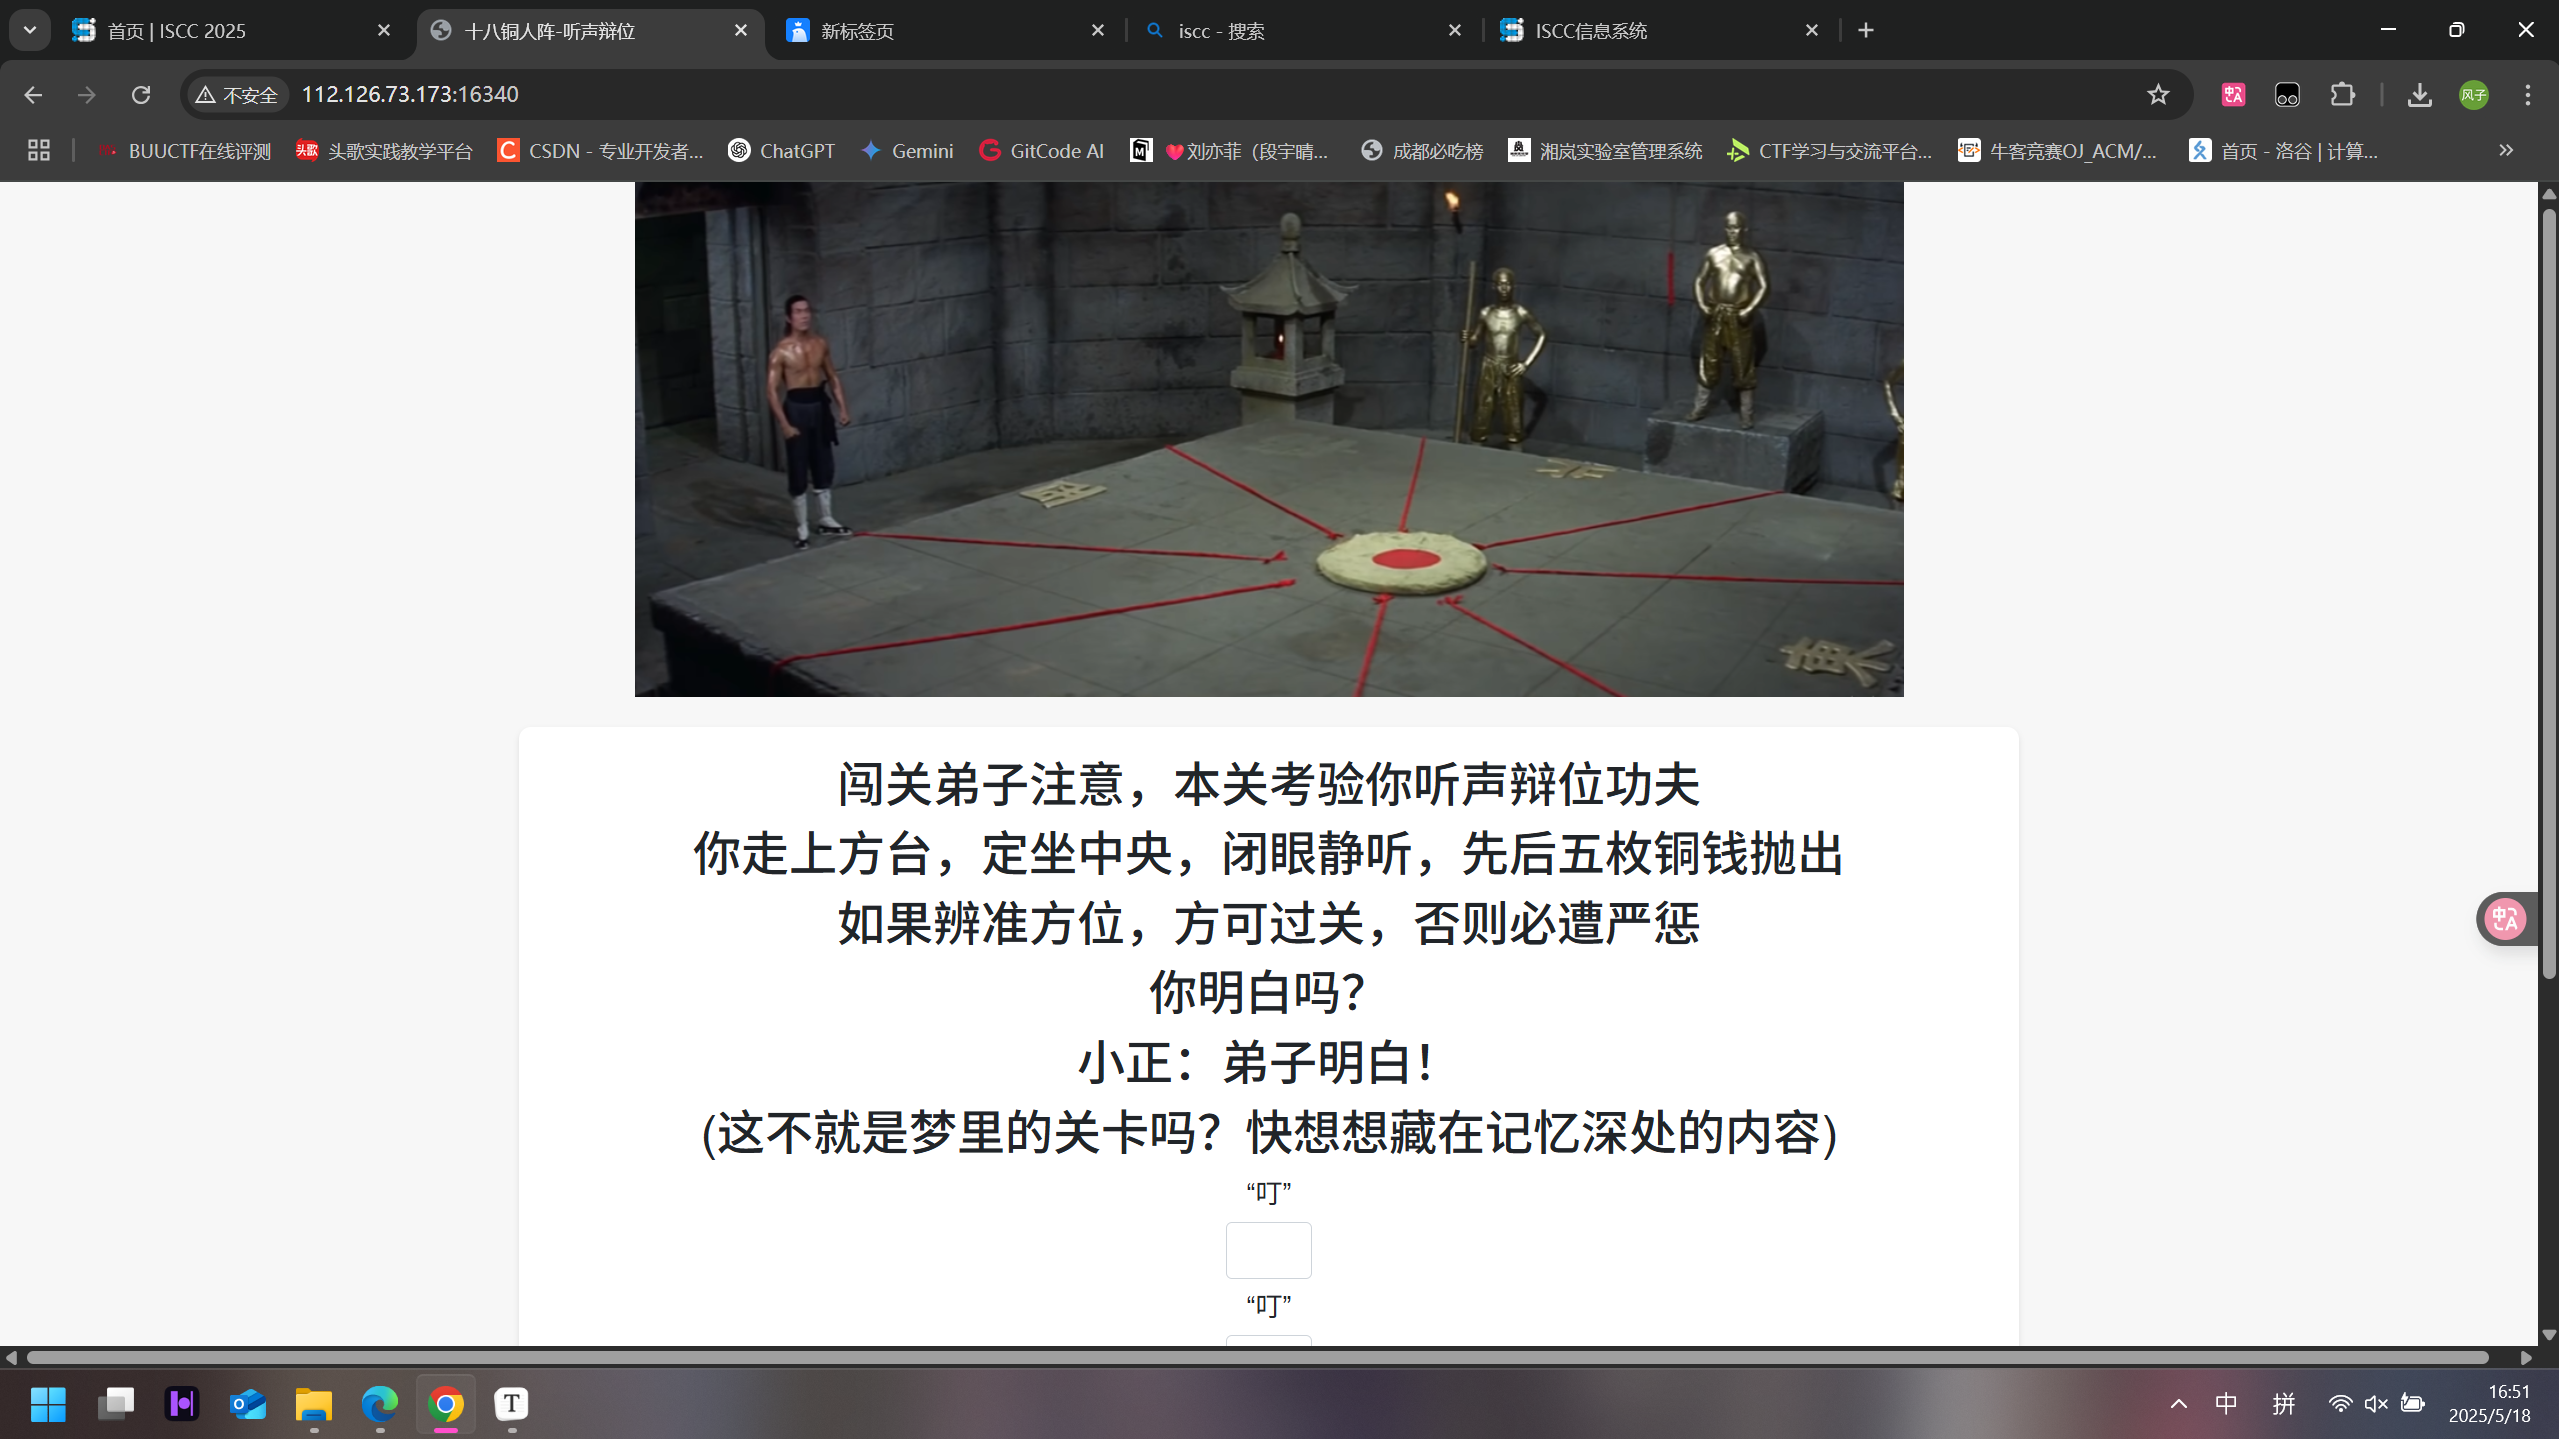 首页 | ISCC 2025
十八铜人阵-听声辩位
新标签页
iscc - 搜索
ISCC信息系统
不安全
112.126.73.173:16340
风子
BUUCTF在线评测
头歌
头歌实践教学平台
CSDN - 专业开发者...
ChatGPT
Gemini
GitCode AI
刘亦菲（段宇晴...
成都必吃榜
湘岚实验室管理系统
CTF学习与交流平台...
牛客竞赛OJ_ACM/...
首页 - 洛谷 | 计算...
闯关弟子注意，本关考验你听声辩位功夫
你走上方台，定坐中央，闭眼静听，先后五枚铜钱抛出
如果辨准方位，方可过关，否则必遭严惩
你明白吗？
小正：弟子明白！
(这不就是梦里的关卡吗？快想想藏在记忆深处的内容)
“叮”
“叮”
中
拼
16:51
2025/5/18